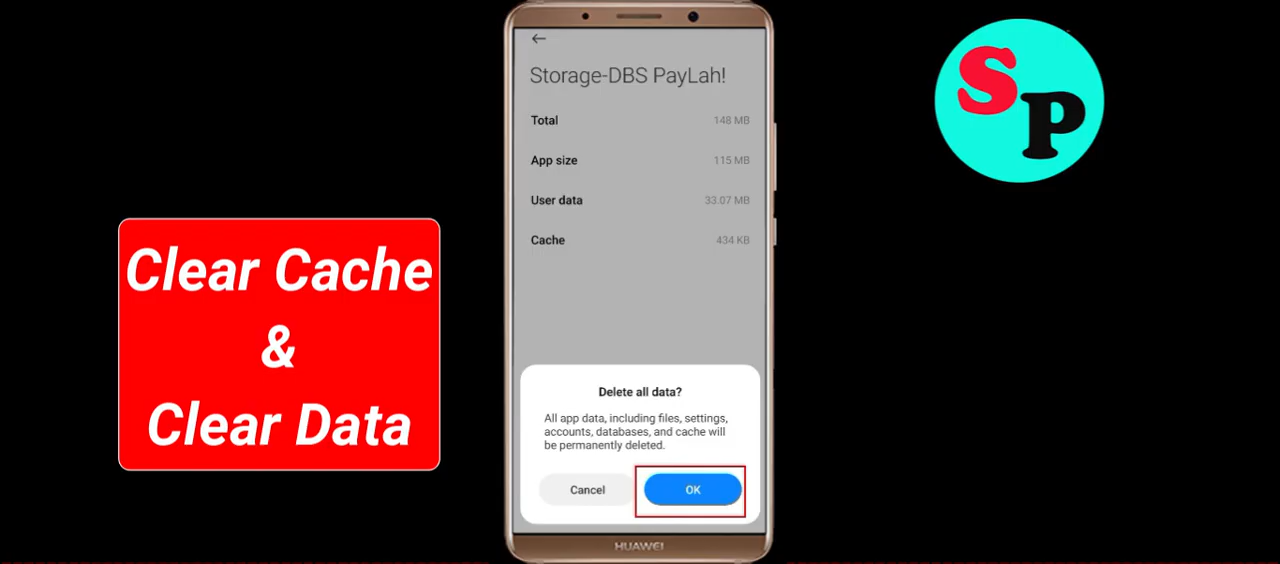 Clear Cache
&
Clear Data
←
Storage-DBS PayLah!
Total 148 MB
App size 115 MB
User data 33.07 MB
Cache 434 KB
Delete all data?
All app data, including files, settings,
accounts, databases, and cache will
be permanently deleted.
Cancel OK
HUAWEI
SP